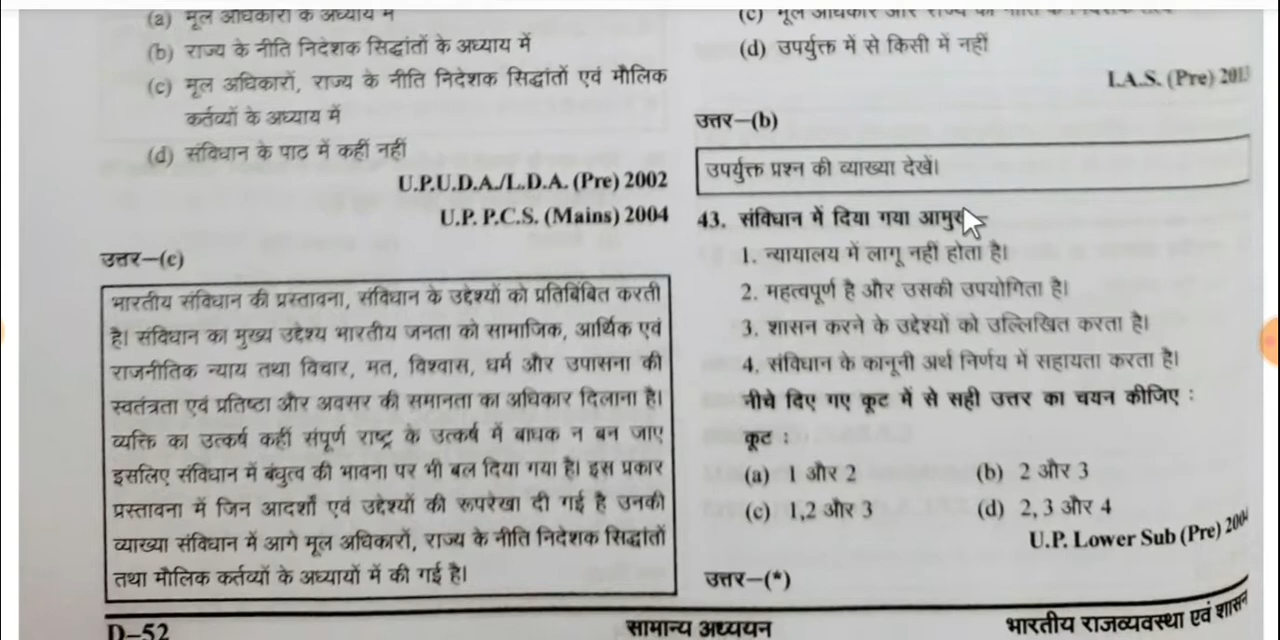 (a) मूल अधिकारों के अध्याय में
(b) राज्य के नीति निदेशक सिद्धांतों के अध्याय में
(c) मूल अधिकारों, राज्य के नीति निदेशक सिद्धांतों एवं मौलिक
कर्तव्यों के अध्याय में
(d) संविधान के पाठ में कहीं नहीं
U.P.U.D.A./L.D.A. (Pre) 2002
U.P. P.C.S. (Mains) 2004
उत्तर–(c)
भारतीय संविधान की प्रस्तावना, संविधान के उद्देश्यों को प्रतिबिंबित करती
है। संविधान का मुख्य उद्देश्य भारतीय जनता को सामाजिक, आर्थिक एवं
राजनीतिक न्याय तथा विचार, मत, विश्वास, धर्म और उपासना की
स्वतंत्रता एवं प्रतिष्ठा और अवसर की समानता का अधिकार दिलाना है।
व्यक्ति का उत्कर्ष कहीं संपूर्ण राष्ट्र के उत्कर्ष में बाधक न बन जाए
इसलिए संविधान में बंधुत्व की भावना पर भी बल दिया गया है। इस प्रकार
प्रस्तावना में जिन आदर्शों एवं उद्देश्यों की रूपरेखा दी गई है उनकी
व्याख्या संविधान में आगे मूल अधिकारों, राज्य के नीति निदेशक सिद्धांतों
तथा मौलिक कर्तव्यों के अध्यायों में की गई है।
(c) मूल अधिकार और राज्य की नीति के
(d) उपर्युक्त में से किसी में नहीं
I.A.S. (Pre) 2013
उत्तर–(b)
उपर्युक्त प्रश्न की व्याख्या देखें।
43. संविधान में दिया गया आमुख–
1. न्यायालय में लागू नहीं होता है।
2. महत्वपूर्ण है और उसकी उपयोगिता है।
3. शासन करने के उद्देश्यों को उल्लिखित करता है।
4. संविधान के कानूनी अर्थ निर्णय में सहायता करता है।
नीचे दिए गए कूट में से सही उत्तर का चयन कीजिए :
कूट :
(a) 1 और 2 (b) 2 और 3
(c) 1,2 और 3 (d) 2, 3 और 4
U.P. Lower Sub (Pre) 2004
उत्तर–(*)
D–52 सामान्य अध्ययन भारतीय राजव्यवस्था एवं शासन